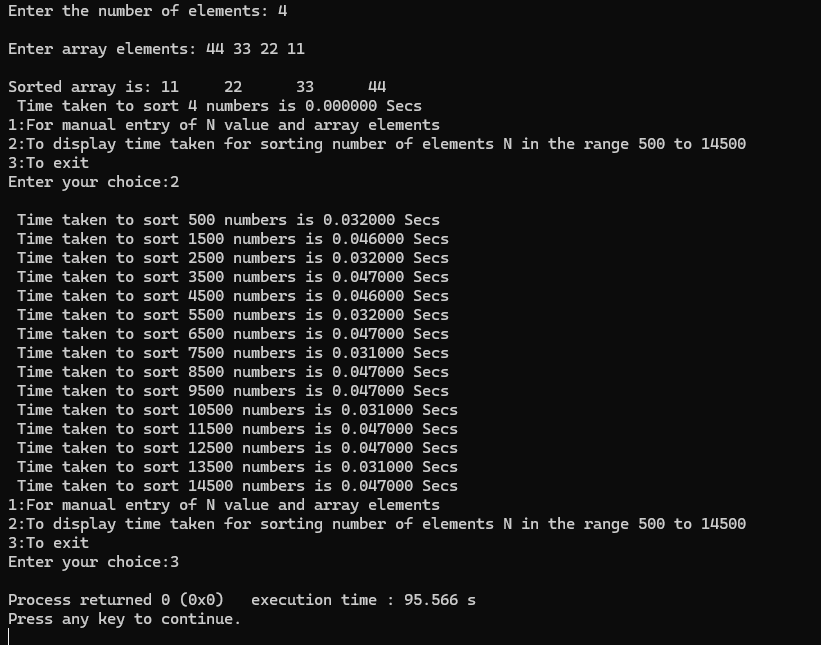 Enter the number of elements: 4
Enter array elements: 44 33 22 11
Sorted array is: 11     22      33      44
Time taken to sort 4 numbers is 0.000000 Secs
1:For manual entry of N value and array elements
2:To display time taken for sorting number of elements N in the range 500 to 14500
3:To exit
Enter your choice:2
Time taken to sort 500 numbers is 0.032000 Secs
Time taken to sort 1500 numbers is 0.046000 Secs
Time taken to sort 2500 numbers is 0.032000 Secs
Time taken to sort 3500 numbers is 0.047000 Secs
Time taken to sort 4500 numbers is 0.046000 Secs
Time taken to sort 5500 numbers is 0.032000 Secs
Time taken to sort 6500 numbers is 0.047000 Secs
Time taken to sort 7500 numbers is 0.031000 Secs
Time taken to sort 8500 numbers is 0.047000 Secs
Time taken to sort 9500 numbers is 0.047000 Secs
Time taken to sort 10500 numbers is 0.031000 Secs
Time taken to sort 11500 numbers is 0.047000 Secs
Time taken to sort 12500 numbers is 0.047000 Secs
Time taken to sort 13500 numbers is 0.031000 Secs
Time taken to sort 14500 numbers is 0.047000 Secs
1:For manual entry of N value and array elements
2:To display time taken for sorting number of elements N in the range 500 to 14500
3:To exit
Enter your choice:3
Process returned 0 (0x0)   execution time : 95.566 s
Press any key to continue.